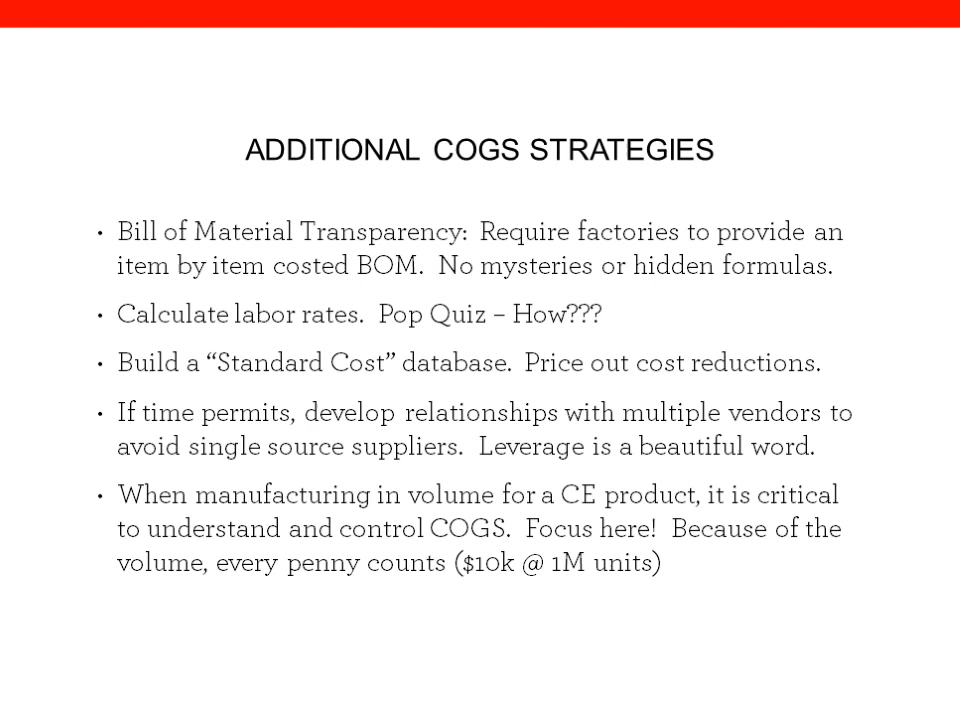 ADDITIONAL COGS STRATEGIES
• Bill of Material Transparency: Require factories to provide an
item by item costed BOM. No mysteries or hidden formulas.
• Calculate labor rates. Pop Quiz – How???
• Build a “Standard Cost” database. Price out cost reductions.
• If time permits, develop relationships with multiple vendors to
avoid single source suppliers. Leverage is a beautiful word.
• When manufacturing in volume for a CE product, it is critical
to understand and control COGS. Focus here! Because of the
volume, every penny counts ($10k @ 1M units)